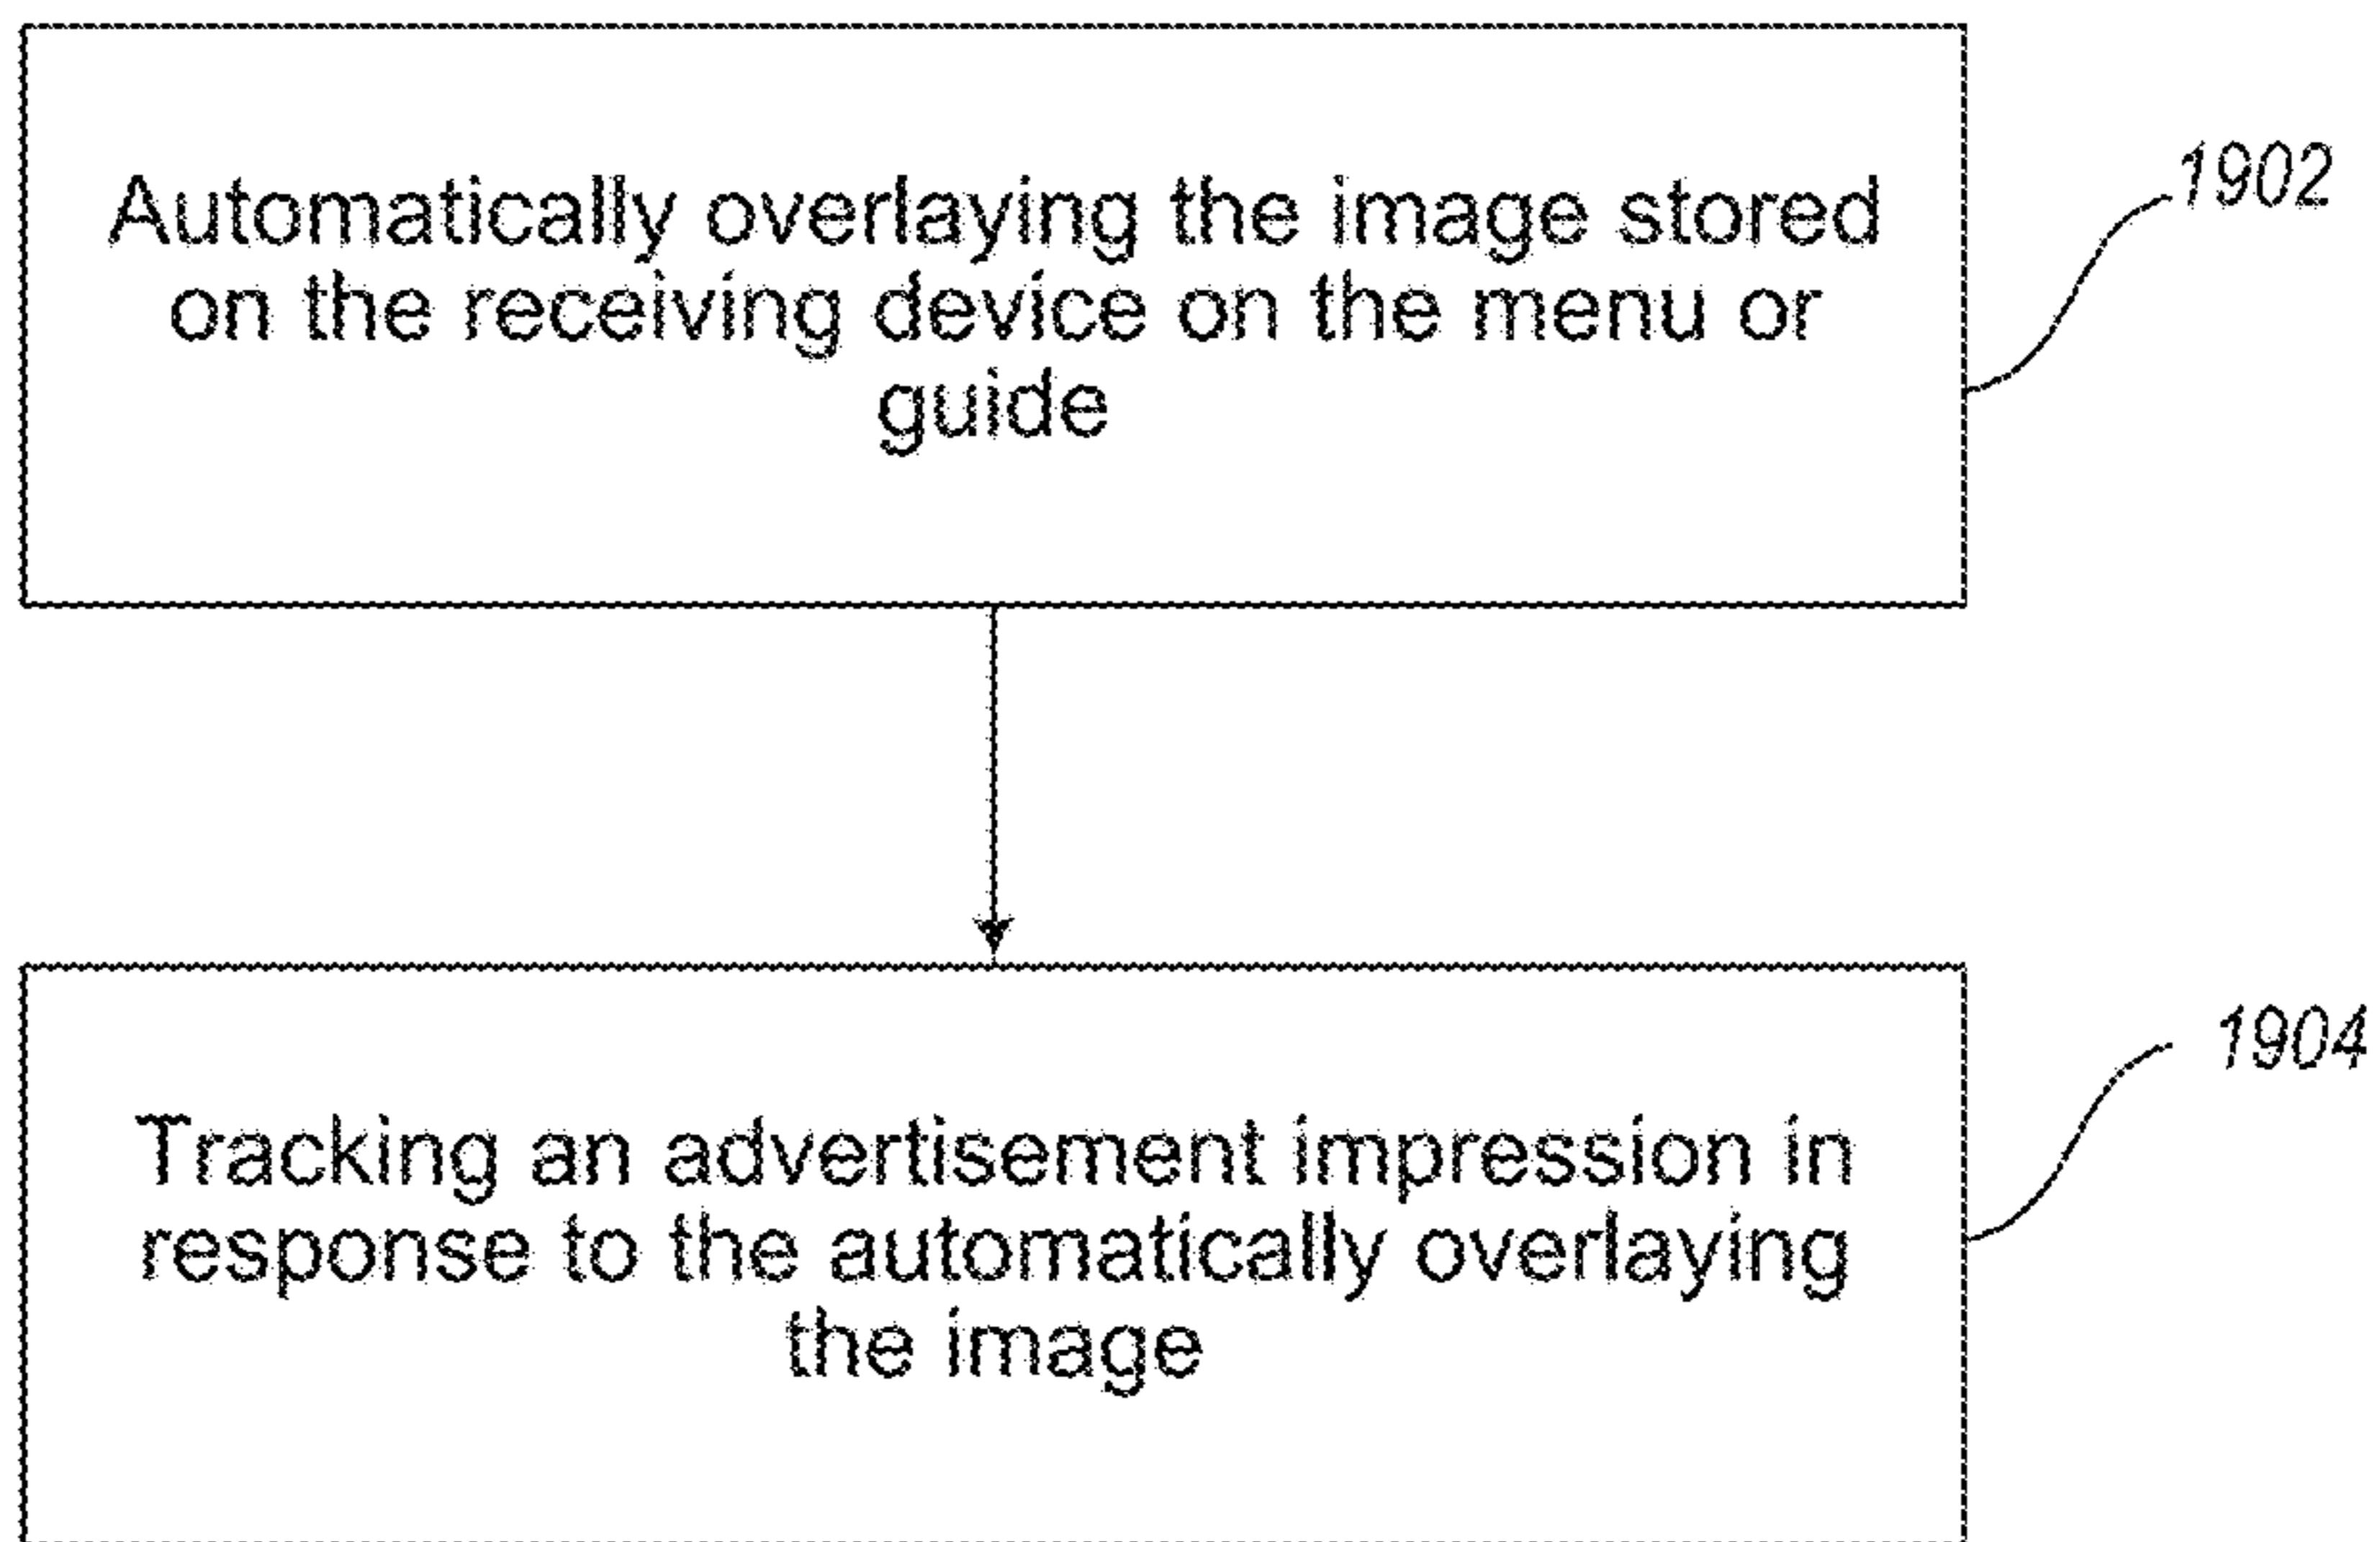 Automatically overlaying the image stored
on the receiving device on the menu or
guide
1902
Tracking an advertisement impression in
response to the automatically overlaying
the image
1904